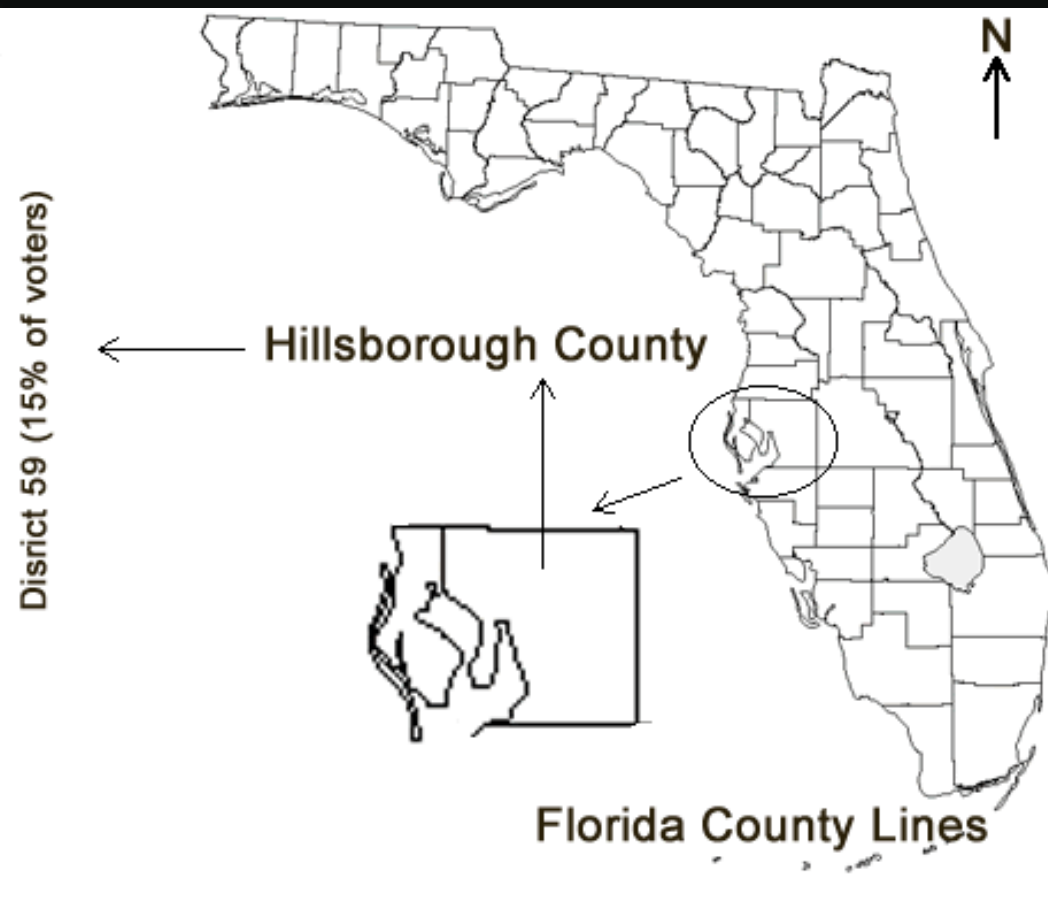 N
Disrict 59 (15% of voters)
Hillsborough County
Florida County Lines